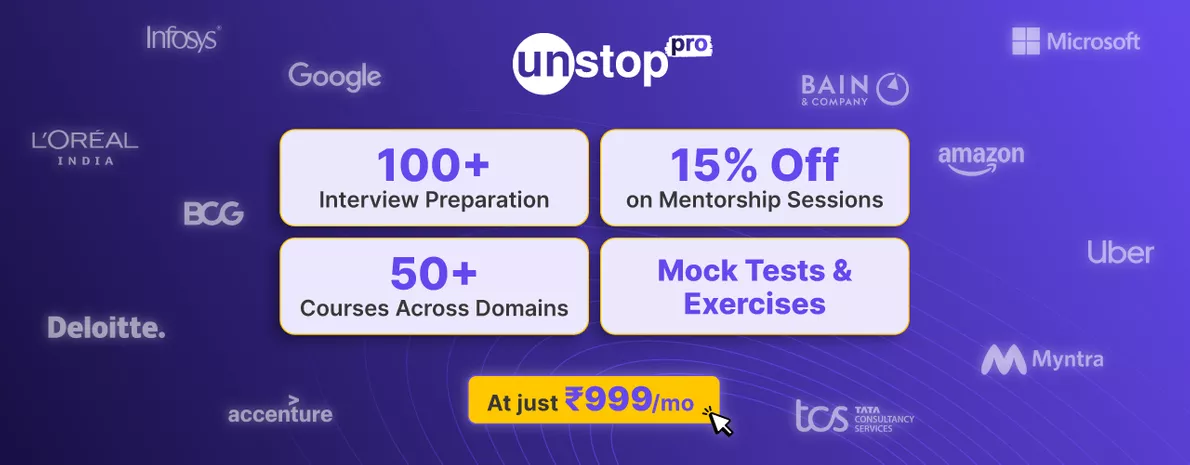 Infosys
Google
unstop pro
Microsoft
BAIN
& COMPANY
L'ORÉAL
INDIA
100+
Interview Preparation
15% Off
on Mentorship Sessions
amazon
BCG
50+
Courses Across Domains
Mock Tests &
Exercises
Uber
Deloitte.
Myntra
accenture
At just ₹999/mo
tcs TATA
CONSULTANCY
SERVICES